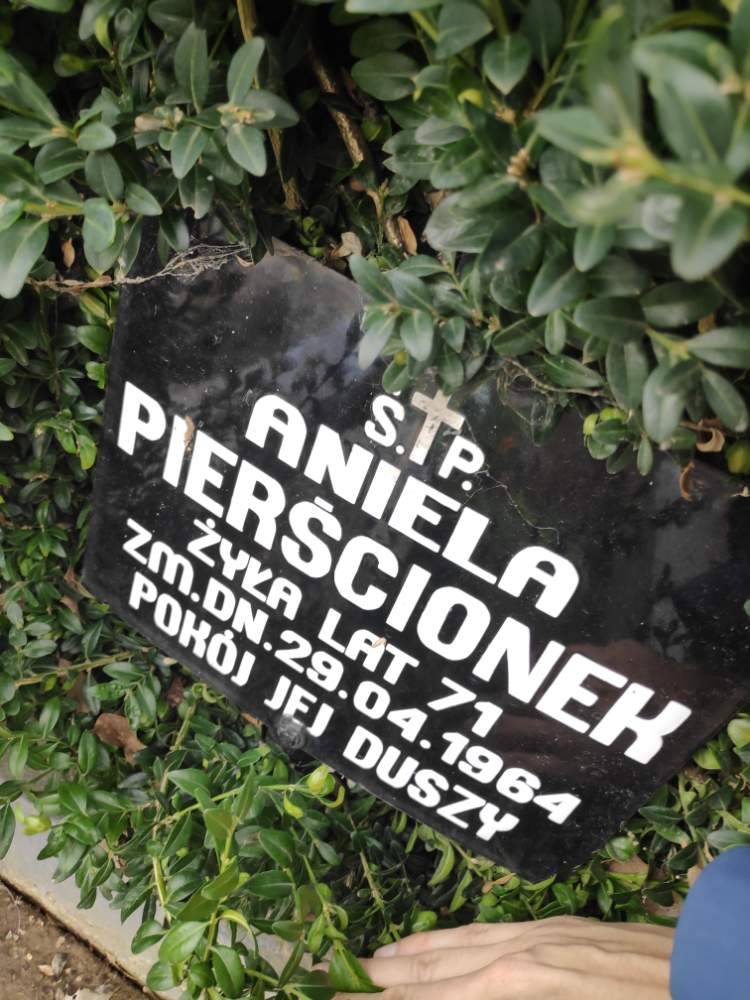 Ś.P.
ANIELA
PIERŚCIONEK
ŻYŁA LAT 71
ZM.DN.29.04.1964
POKÓJ JEJ DUSZY